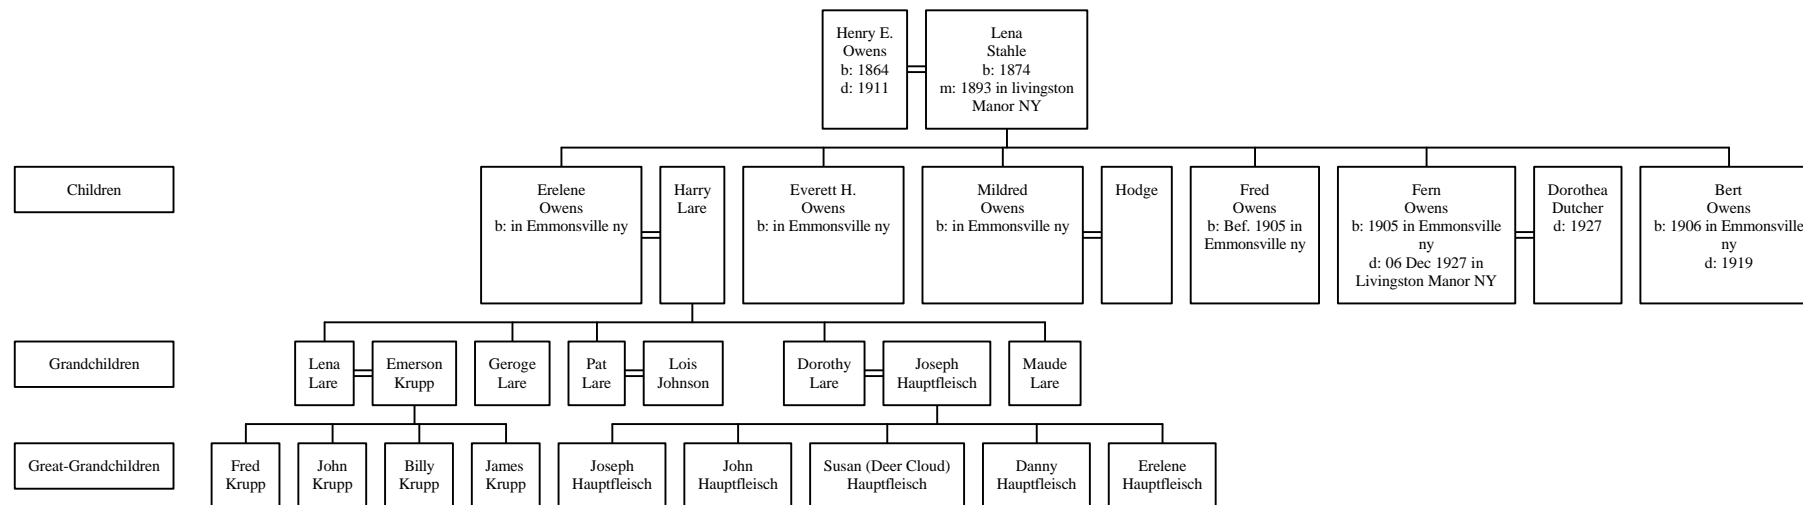 Henry E.
Owens
b: 1864
d: 1911
Lena
Stahle
b: 1874
m: 1893 in livingston
Manor NY
Children
Erelene
Owens
b: in Emmonsville ny
Harry
Lare
Everett H.
Owens
b: in Emmonsville ny
Mildred
Owens
b: in Emmonsville ny
Hodge
Fred
Owens
b: Bef. 1905 in
Emmonsville ny
Fern
Owens
b: 1905 in Emmonsville
ny
d: 06 Dec 1927 in
Livingston Manor NY
Dorothea
Dutcher
d: 1927
Bert
Owens
b: 1906 in Emmonsville
ny
d: 1919
Grandchildren
Lena
Lare
Emerson
Krupp
Geroge
Lare
Pat
Lare
Lois
Johnson
Dorothy
Lare
Joseph
Hauptfleisch
Maude
Lare
Great-Grandchildren
Fred
Krupp
John
Krupp
Billy
Krupp
James
Krupp
Joseph
Hauptfleisch
John
Hauptfleisch
Susan (Deer Cloud)
Hauptfleisch
Danny
Hauptfleisch
Erelene
Hauptfleisch